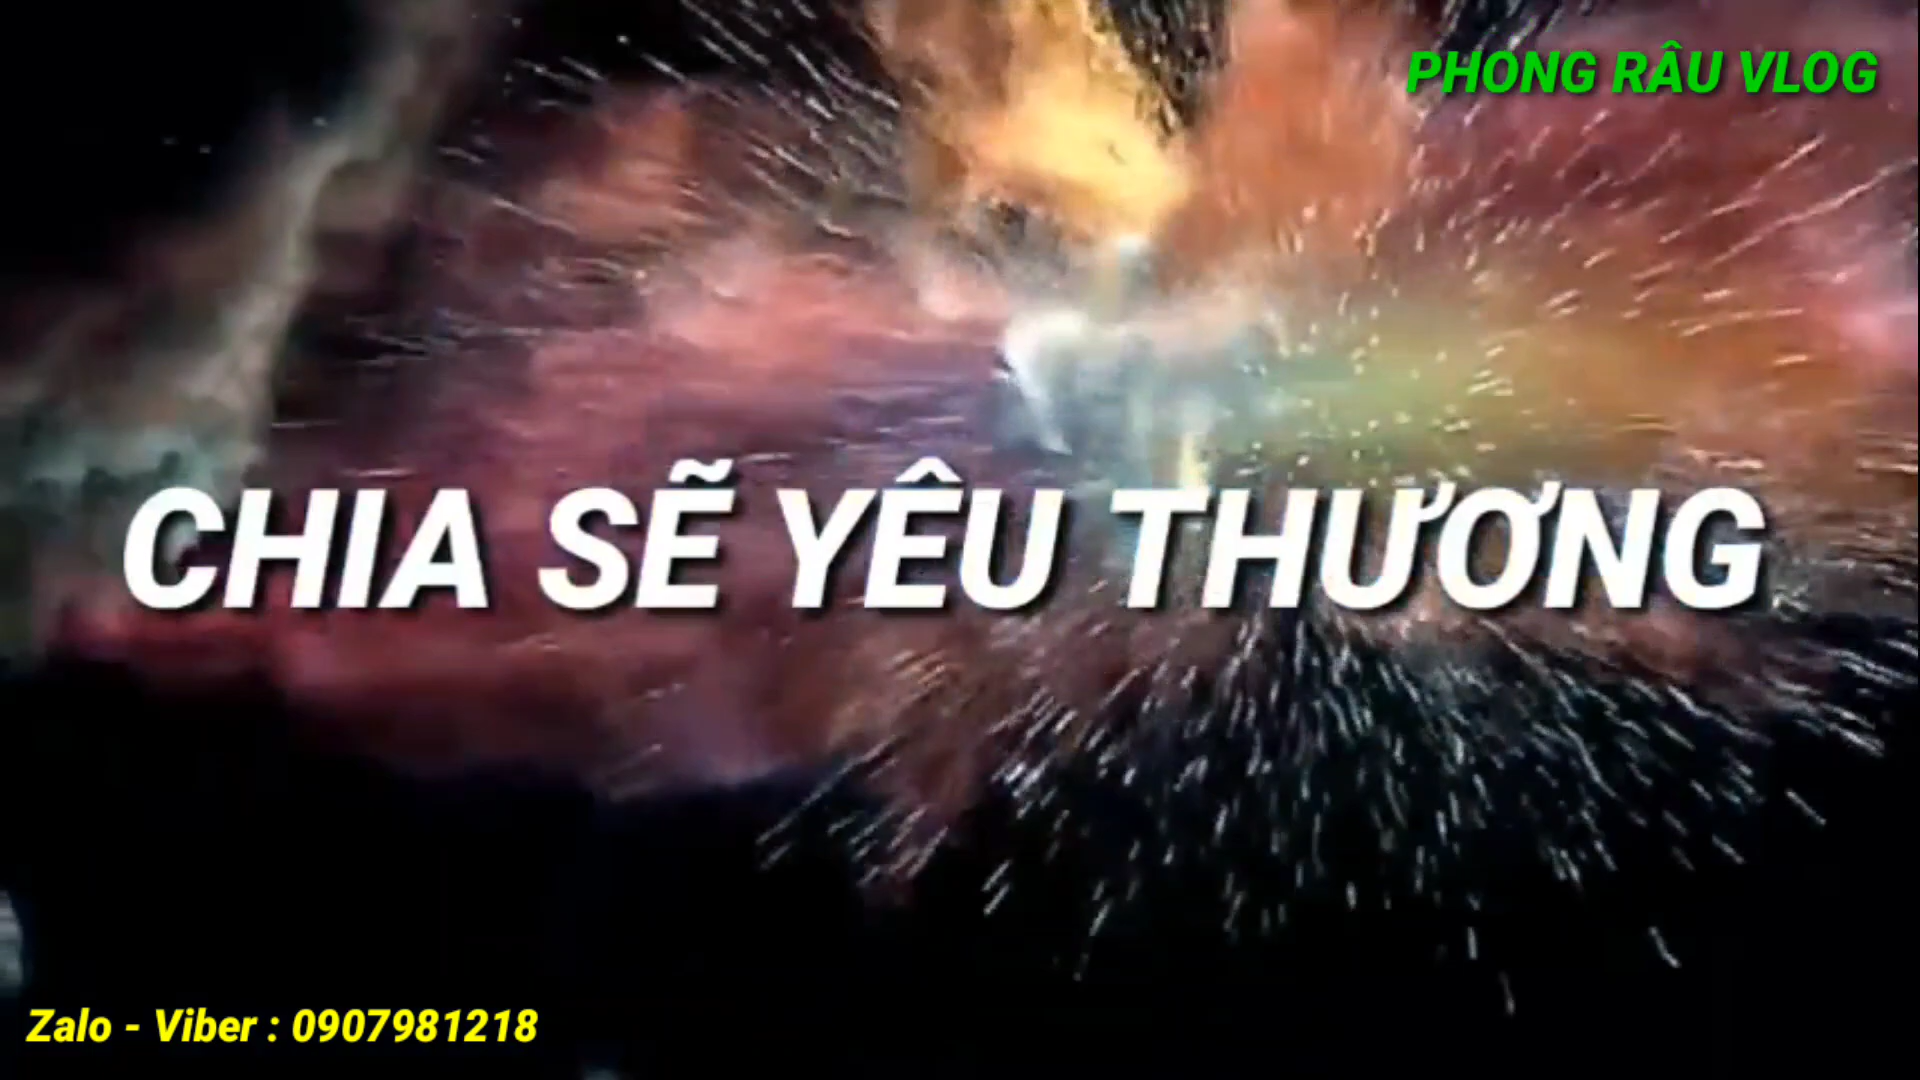 PHONG RÂU VLOG
CHIA SẼ YÊU THƯƠNG
Zalo - Viber : 0907981218